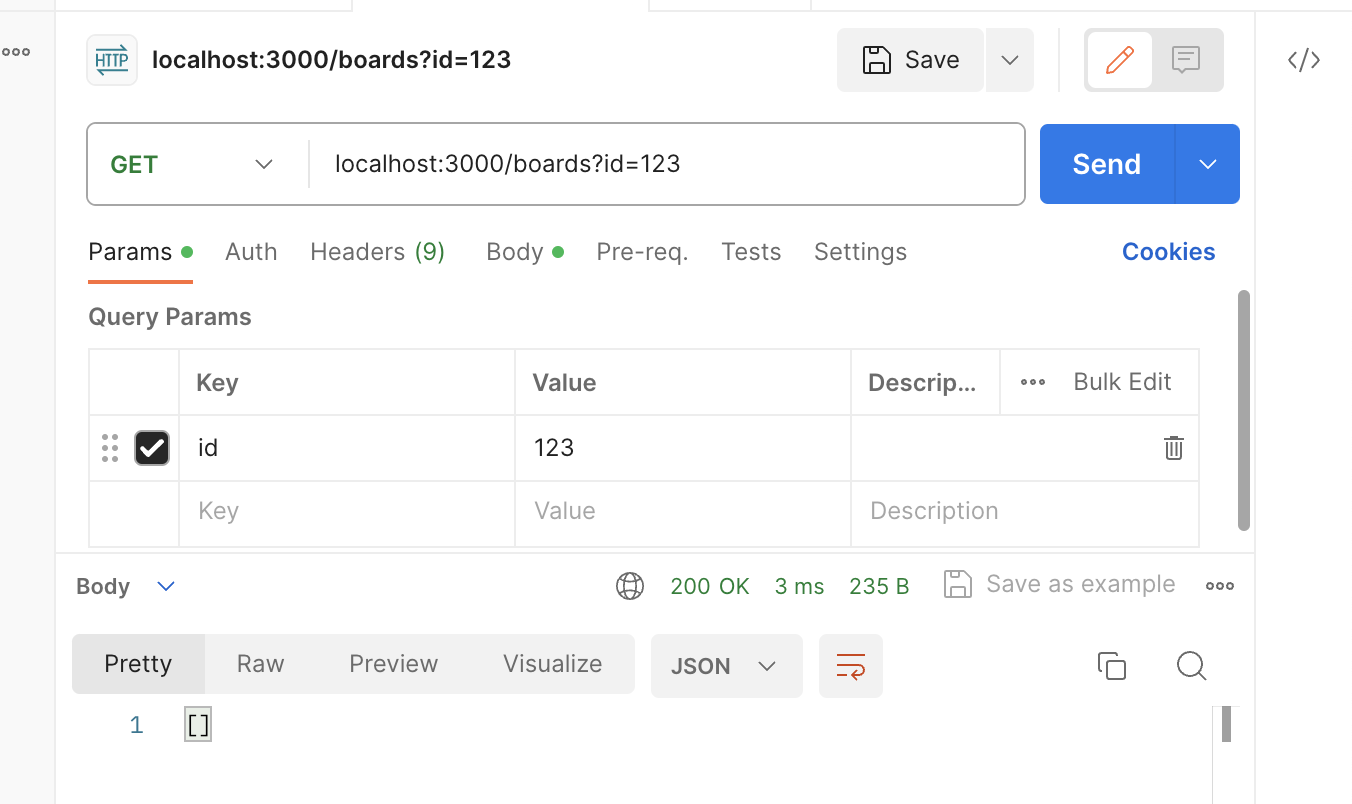 HTTP localhost:3000/boards?id=123 Save </>
GET localhost:3000/boards?id=123 Send
Params Auth Headers (9) Body Pre-req. Tests Settings Cookies
Query Params
Key Value Descrip... Bulk Edit
id 123
Key Value Description
Body 200 OK 3 ms 235 B Save as example
Pretty Raw Preview Visualize JSON
1 []